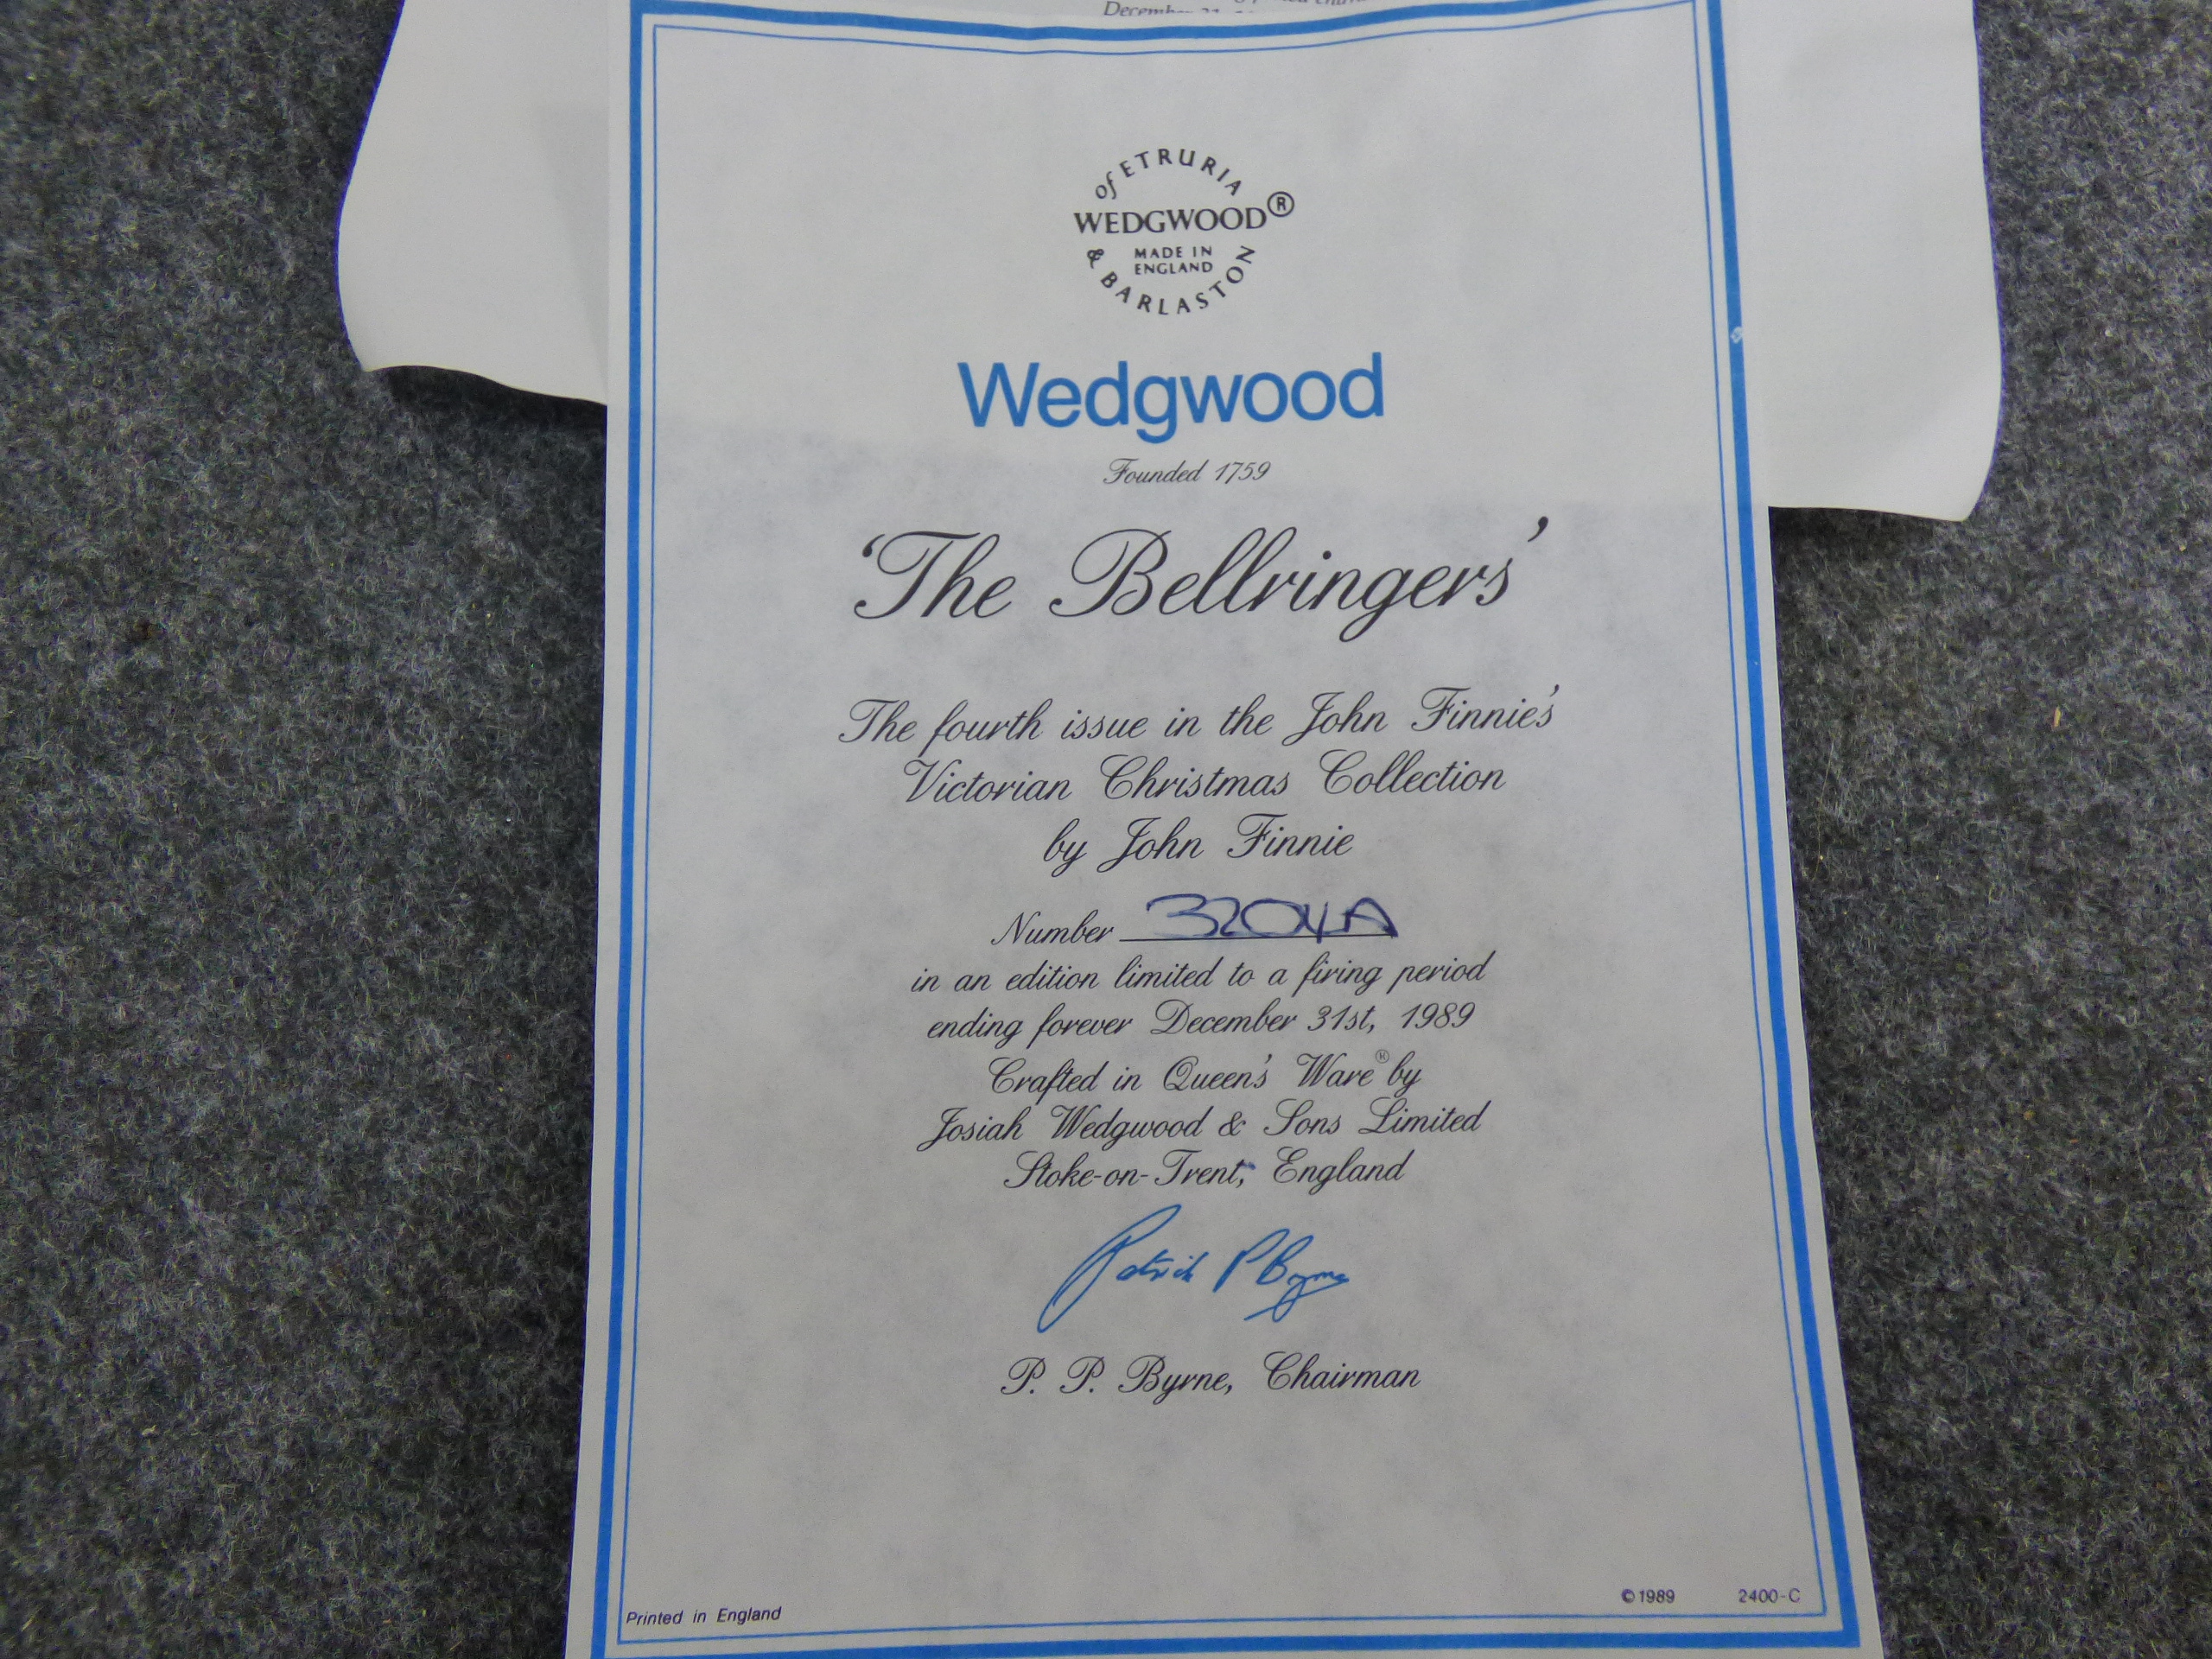 of ETRURIA
WEDGWOOD®
MADE IN
ENGLAND
& BARLASTON
Wedgwood
Founded 1759
‘The Bellringers’
The fourth issue in the John Finnie's
Victorian Christmas Collection
by John Finnie
Number 3204A
in an edition limited to a firing period
ending forever December 31st, 1989
Crafted in Queen's Ware® by
Josiah Wedgwood & Sons Limited
Stoke-on-Trent, England
Patrick P Byrne
P. P. Byrne, Chairman
Printed in England
©1989 2400-C